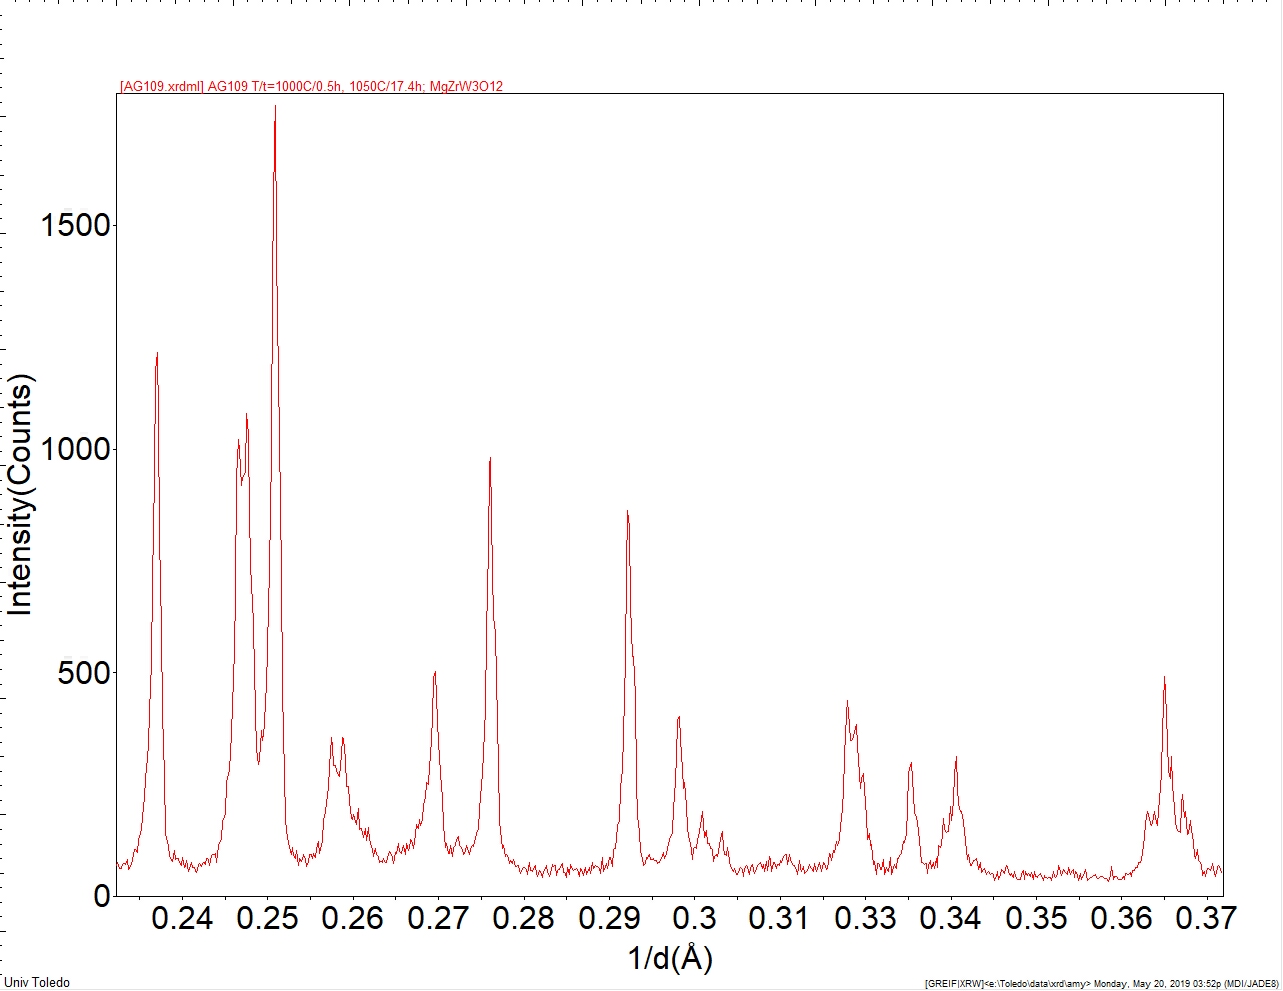 [AG109.xrdml] AG109 T/t=1000C/0.5h, 1050C/17.4h; MgZrW3O12
Intensity(Counts)
1500
1000
500
0
0.24 0.25 0.26 0.27 0.28 0.29 0.3 0.31 0.32 0.33 0.34 0.35 0.36 0.37
1/d(Å)
Univ Toledo
[GREIF|XRW]<e:\Toledo\data\xrd\amy> Monday, May 20, 2019 03:52p (MDI/JADE8)